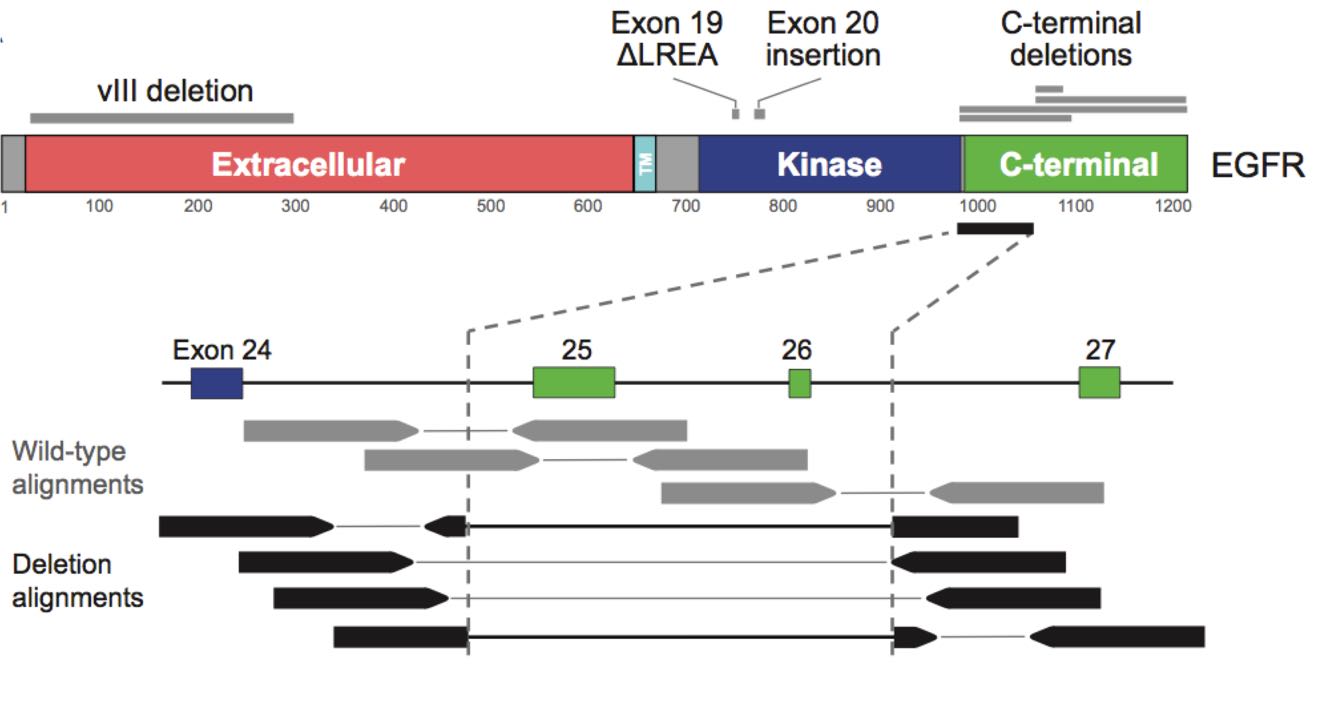 Exon 19
ΔLREA
Exon 20
insertion
C-terminal
deletions
vIII deletion
Extracellular
TM
Kinase
C-terminal
EGFR
1 100 200 300 400 500 600 700 800 900 1000 1100 1200
Exon 24
25
26
27
Wild-type
alignments
Deletion
alignments